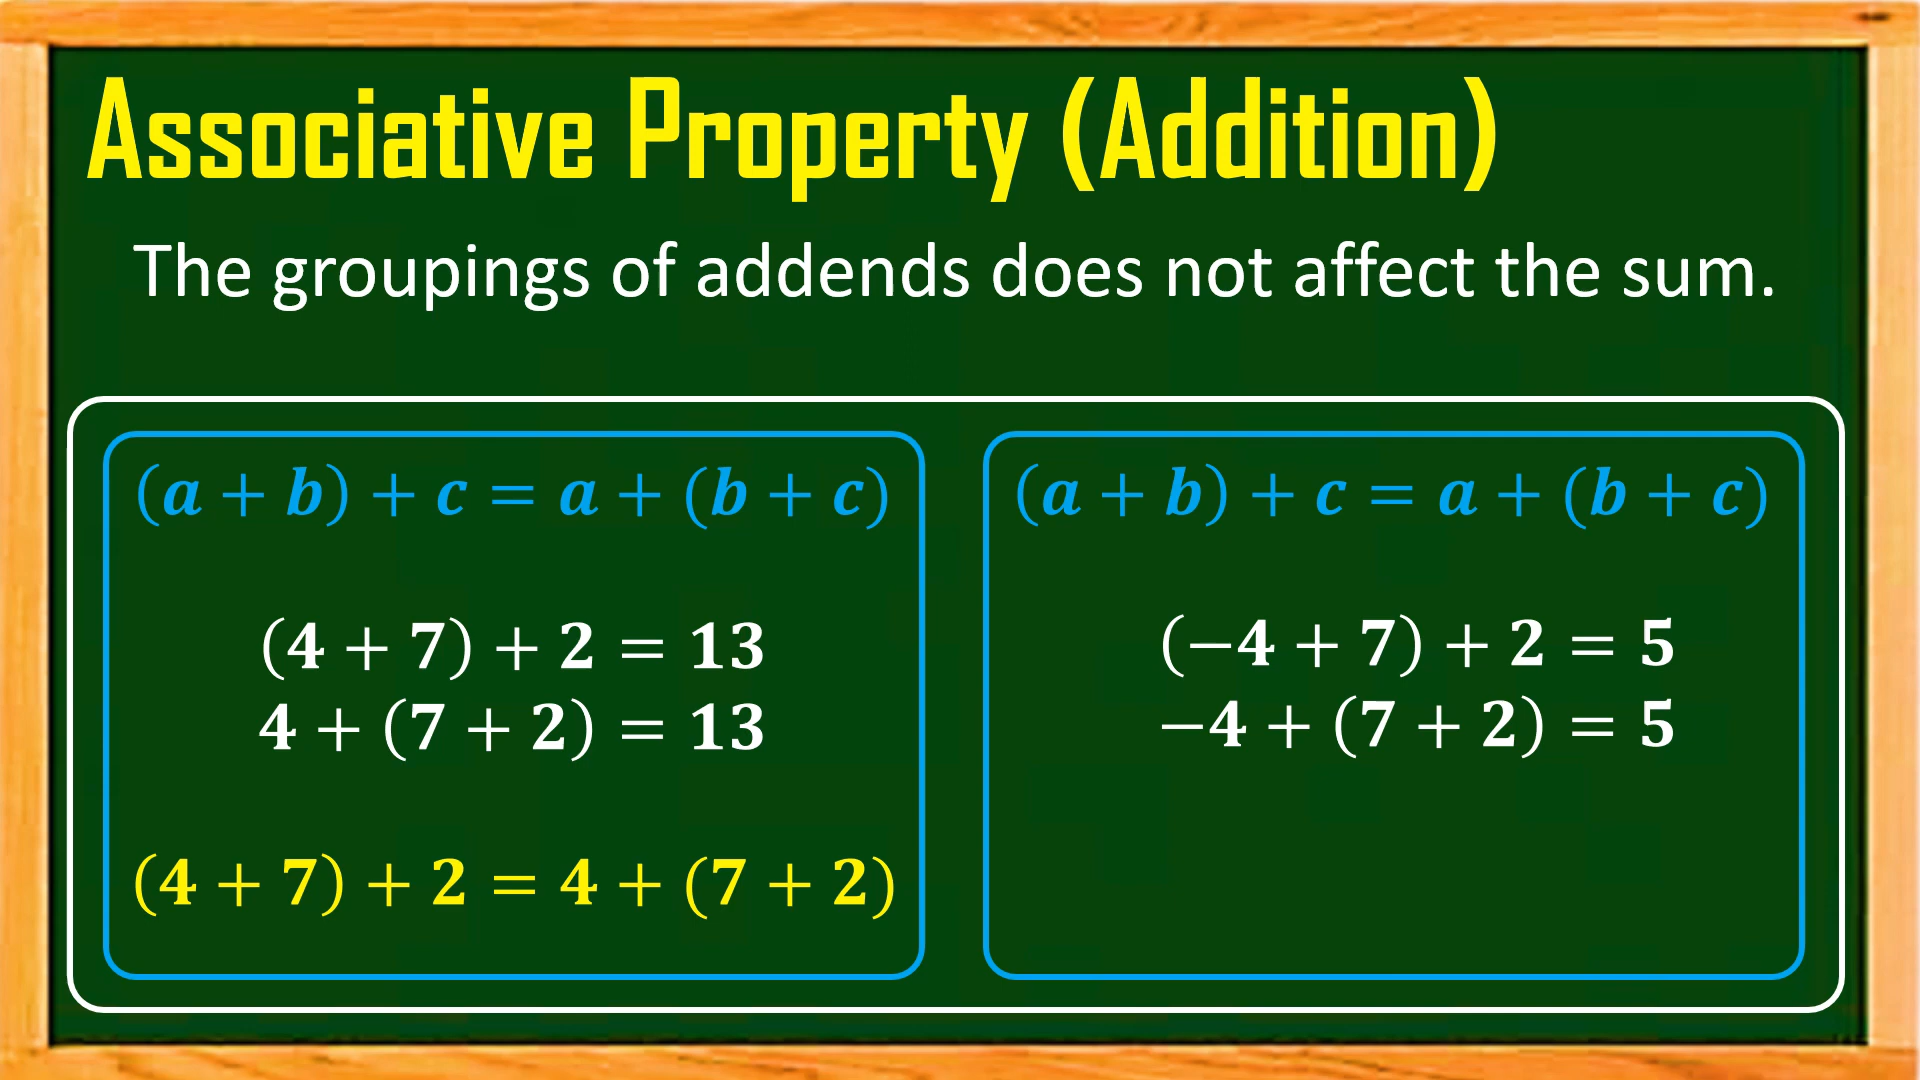 Associative Property (Addition)
The groupings of addends does not affect the sum.
(a + b) + c = a + (b + c)
(4 + 7) + 2 = 13
4 + (7 + 2) = 13
(4 + 7) + 2 = 4 + (7 + 2)
(a + b) + c = a + (b + c)
(−4 + 7) + 2 = 5
−4 + (7 + 2) = 5